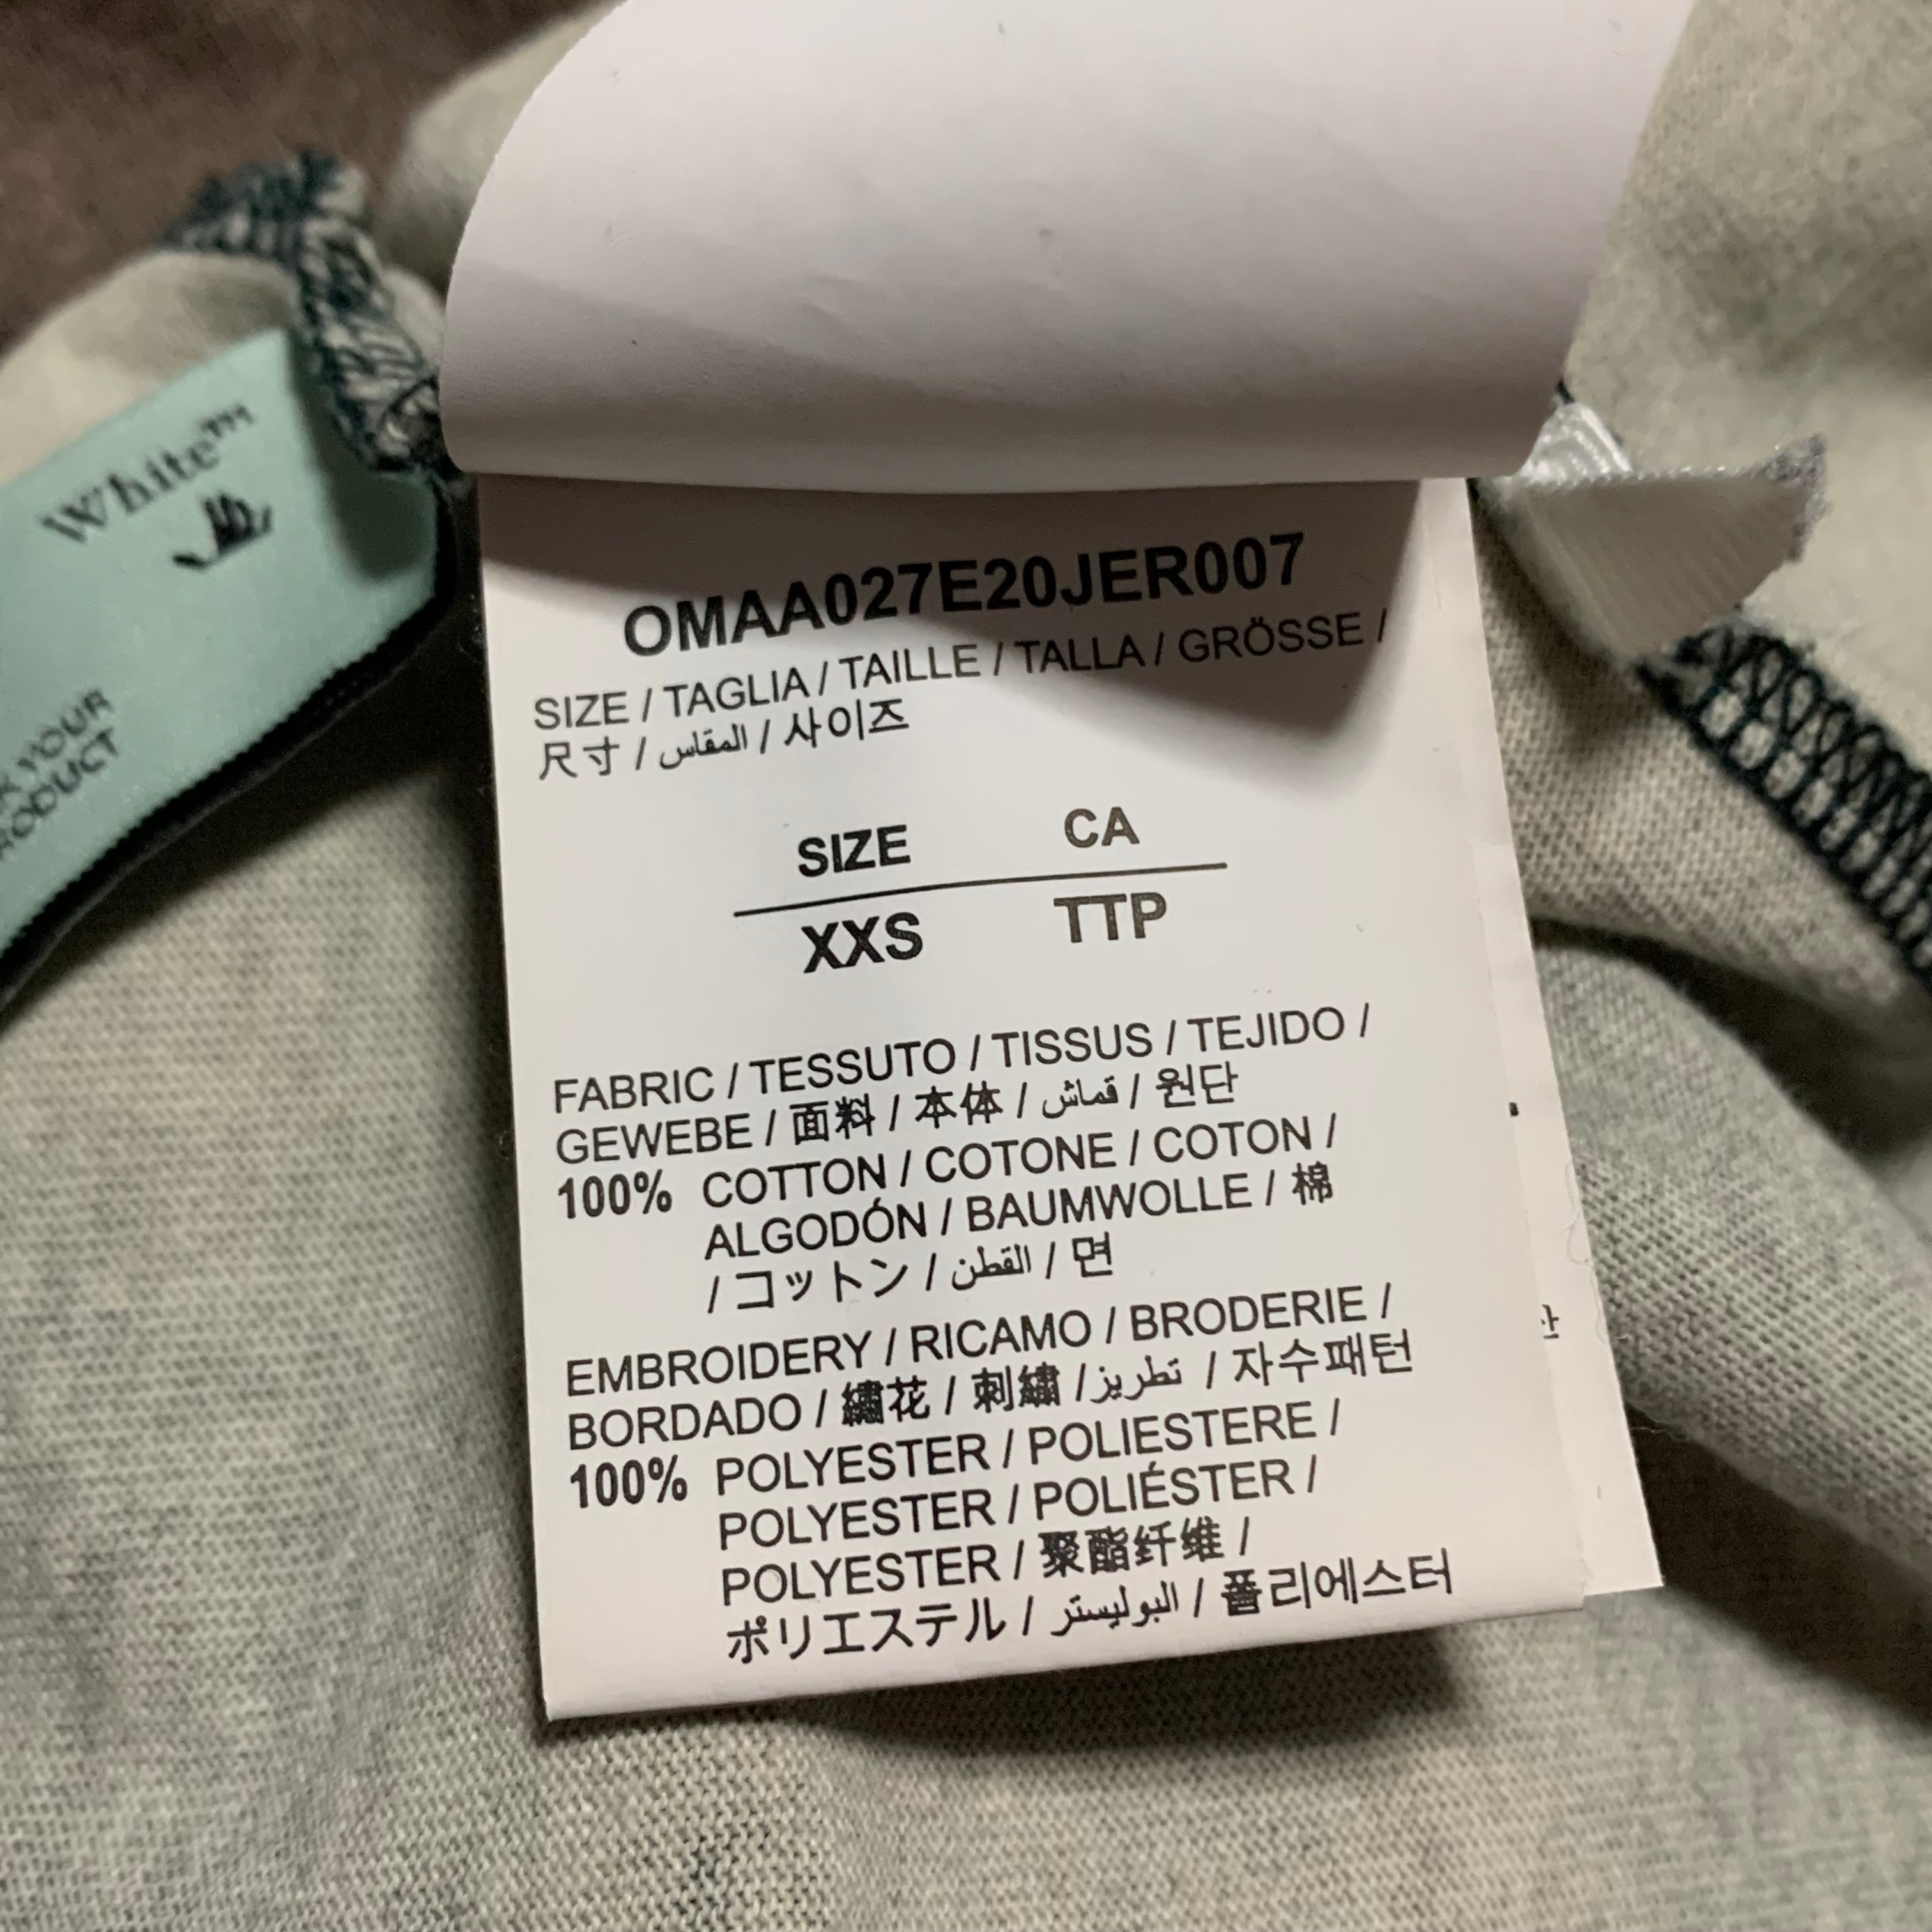 White™
K YOUR
RODUCT
OMAA027E20JER007
SIZE / TAGLIA / TAILLE / TALLA / GRÖSSE /
尺寸 / المقاس / 사이즈
SIZE CA
XXS TTP
FABRIC / TESSUTO / TISSUS / TEJIDO /
GEWEBE / 面料 / 本体 / قماش / 원단
100% COTTON / COTONE / COTON /
ALGODÓN / BAUMWOLLE / 棉
/ コットン / القطن / 면
EMBROIDERY / RICAMO / BRODERIE /
BORDADO / 繡花 / 刺繡 / تطريز / 자수패턴
100% POLYESTER / POLIESTERE /
POLYESTER / POLIÉSTER /
POLYESTER / 聚酯纤维 /
ポリエステル / البوليستر / 폴리에스터